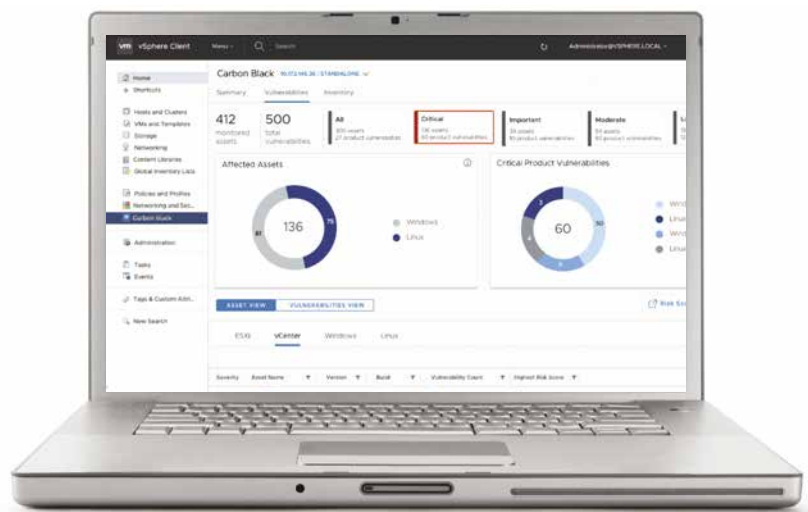 vm vSphere Client Menu Search Administrator@VSPHERE.LOCAL
Home
Shortcuts
Hosts and Clusters
VMs and Templates
Storage
Networking
Content Libraries
Global Inventory Lists
Policies and Profiles
Networking and Sec...
Carbon Black
Administration
Tasks
Events
Tags & Custom Attri...
New Search
Carbon Black
Summary Vulnerabilities Inventory
412
monitored
assets
500
total
vulnerabilities
All
Critical
Important
Moderate
Affected Assets
136
75
61
Windows
Linux
Critical Product Vulnerabilities
60
Linux
ASSET VIEW VULNERABILITIES VIEW
ESXi vCenter Windows Linux
Severity Asset Name Version Build Vulnerability Count Highest Risk Score